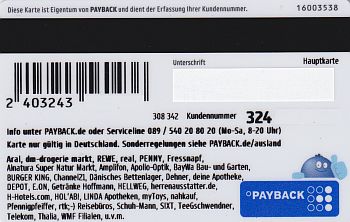 Diese Karte ist Eigentum von PAYBACK und dient der Erfassung Ihrer Kundennummer. 16003538
Unterschrift Hauptkarte
2 403243
308 342 Kundennummer 324
Info unter PAYBACK.de oder Serviceline 089 / 540 20 80 20 (Mo-Sa, 8-20 Uhr)
Karte nur gültig in Deutschland. Sonderregelungen siehe PAYBACK.de/ausland
Aral, dm-drogerie markt, REWE, real, PENNY, Fressnapf,
Alnatura Super Natur Markt, Amplifon, Apollo-Optik, BayWa Bau- und Garten,
BURGER KING, Channel21, Dänisches Bettenlager, Dehner, deine Apotheke,
DEPOT, E.ON, Getränke Hoffmann, HELLWEG, herrenausstatter.de,
H-Hotels.com, HOL'AB!, LINDA Apotheken, myToys, nahkauf,
Pfennigpfeiffer, rtk;-) Reisebüros, Schuh-Mann, SIXT, TeeGschwendner,
Telekom, Thalia, WMF Filialen, u.v.m.
PAYBACK